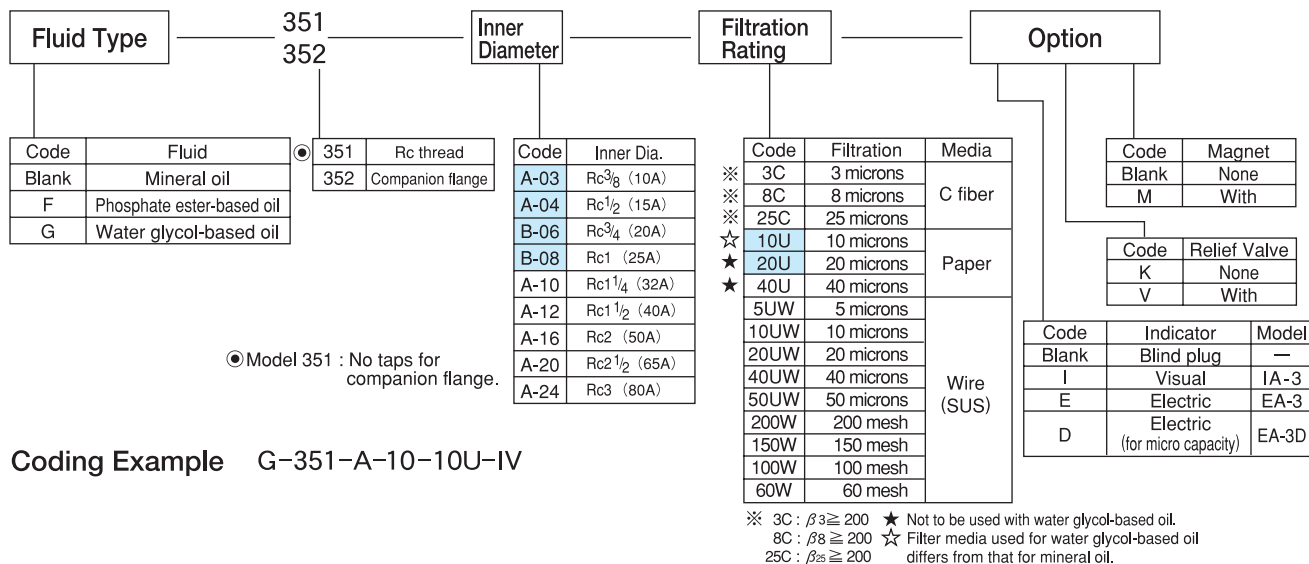 Fluid Type
351
352
Inner
Diameter
Filtration
Rating
Option
Code Fluid
Blank Mineral oil
F Phosphate ester-based oil
G Water glycol-based oil
◉ 351 Rc thread
352 Companion flange
◉ Model 351 : No taps for
companion flange.
Code Inner Dia.
A-03 Rc3/8 (10A)
A-04 Rc1/2 (15A)
B-06 Rc3/4 (20A)
B-08 Rc1 (25A)
A-10 Rc1 1/4 (32A)
A-12 Rc1 1/2 (40A)
A-16 Rc2 (50A)
A-20 Rc2 1/2 (65A)
A-24 Rc3 (80A)
Code Filtration Media
※ 3C 3 microns C fiber
※ 8C 8 microns
※ 25C 25 microns
☆ 10U 10 microns Paper
★ 20U 20 microns
★ 40U 40 microns
5UW 5 microns Wire
(SUS)
10UW 10 microns
20UW 20 microns
40UW 40 microns
50UW 50 microns
200W 200 mesh
150W 150 mesh
100W 100 mesh
60W 60 mesh
Code Magnet
Blank None
M With
Code Relief Valve
K None
V With
Code Indicator Model
Blank Blind plug —
I Visual IA-3
E Electric EA-3
D Electric
(for micro capacity) EA-3D
Coding Example G-351-A-10-10U-IV
※ 3C : β3≧200 ★ Not to be used with water glycol-based oil.
8C : β8≧200 ☆ Filter media used for water glycol-based oil
25C : β25≧200 differs from that for mineral oil.